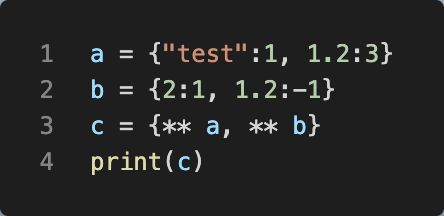 1 a = {"test":1, 1.2:3}
2 b = {2:1, 1.2:-1}
3 c = {** a, ** b}
4 print(c)